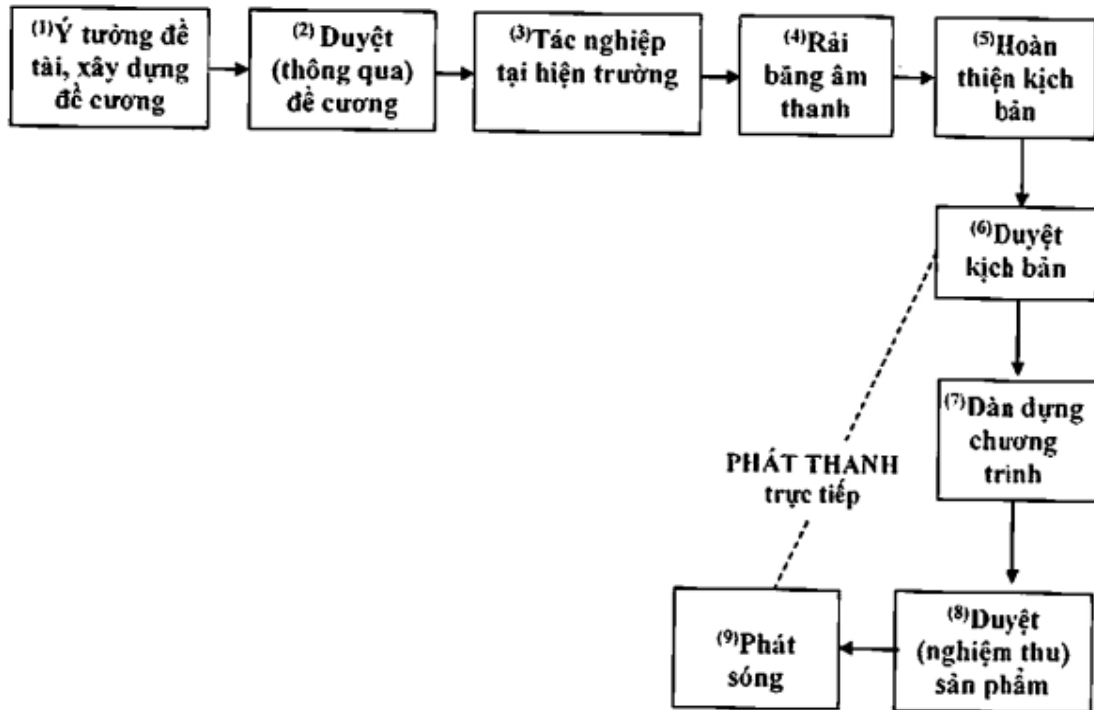 (1)Ý tưởng đề
tài, xây dựng
đề cương
(2) Duyệt
(thông qua)
đề cương
(3)Tác nghiệp
tại hiện trường
(4)Rải
băng âm
thanh
(5)Hoàn
thiện kịch
bản
(6)Duyệt
kịch bản
(7)Dàn dựng
chương
trình
PHÁT THANH
trực tiếp
(8)Duyệt
(nghiệm thu)
sản phẩm
(9)Phát
sóng